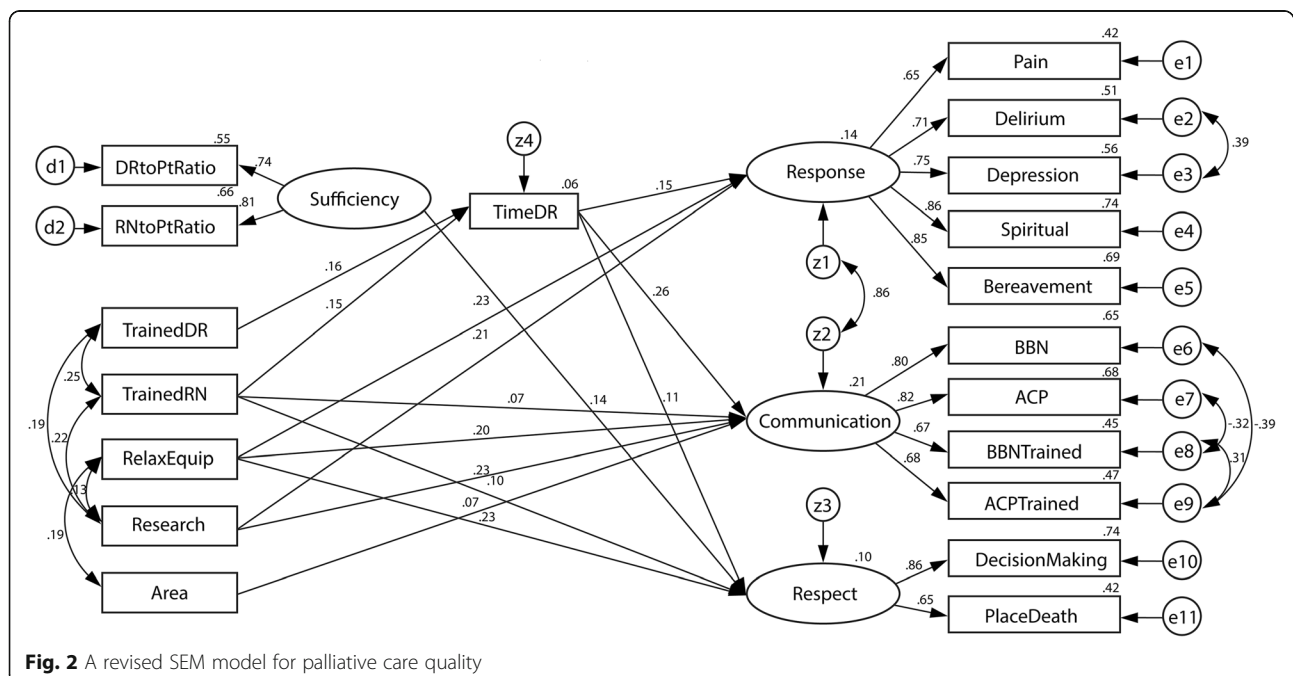 .42
Pain
e1
.65
.51
Delirium
e2
.71
.14
.39
.55
z4
Response
.56
d1
DRtoPtRatio
.74
.75
Depression
e3
.06
.15
.66
Sufficiency
TimeDR
.86
.74
.81
Spiritual
e4
d2
RNtoPtRatio
.85
.16
z1
.69
.23
.26
.86
Bereavement
e5
.15
.21
z2
.65
TrainedDR
.80
BBN
e6
.25
.21
.68
TrainedRN
.07
.14
.11
Communication
.82
ACP
e7
.19
.22
.67
.45
-.32
-.39
RelaxEquip
.20
BBNTrained
e8
.68
.13
.23
.47
.31
.10
ACPTrained
e9
Research
.07
z3
.19
.23
.74
.10
DecisionMaking
e10
Area
.86
Respect
.42
.65
PlaceDeath
e11
Fig. 2 A revised SEM model for palliative care quality